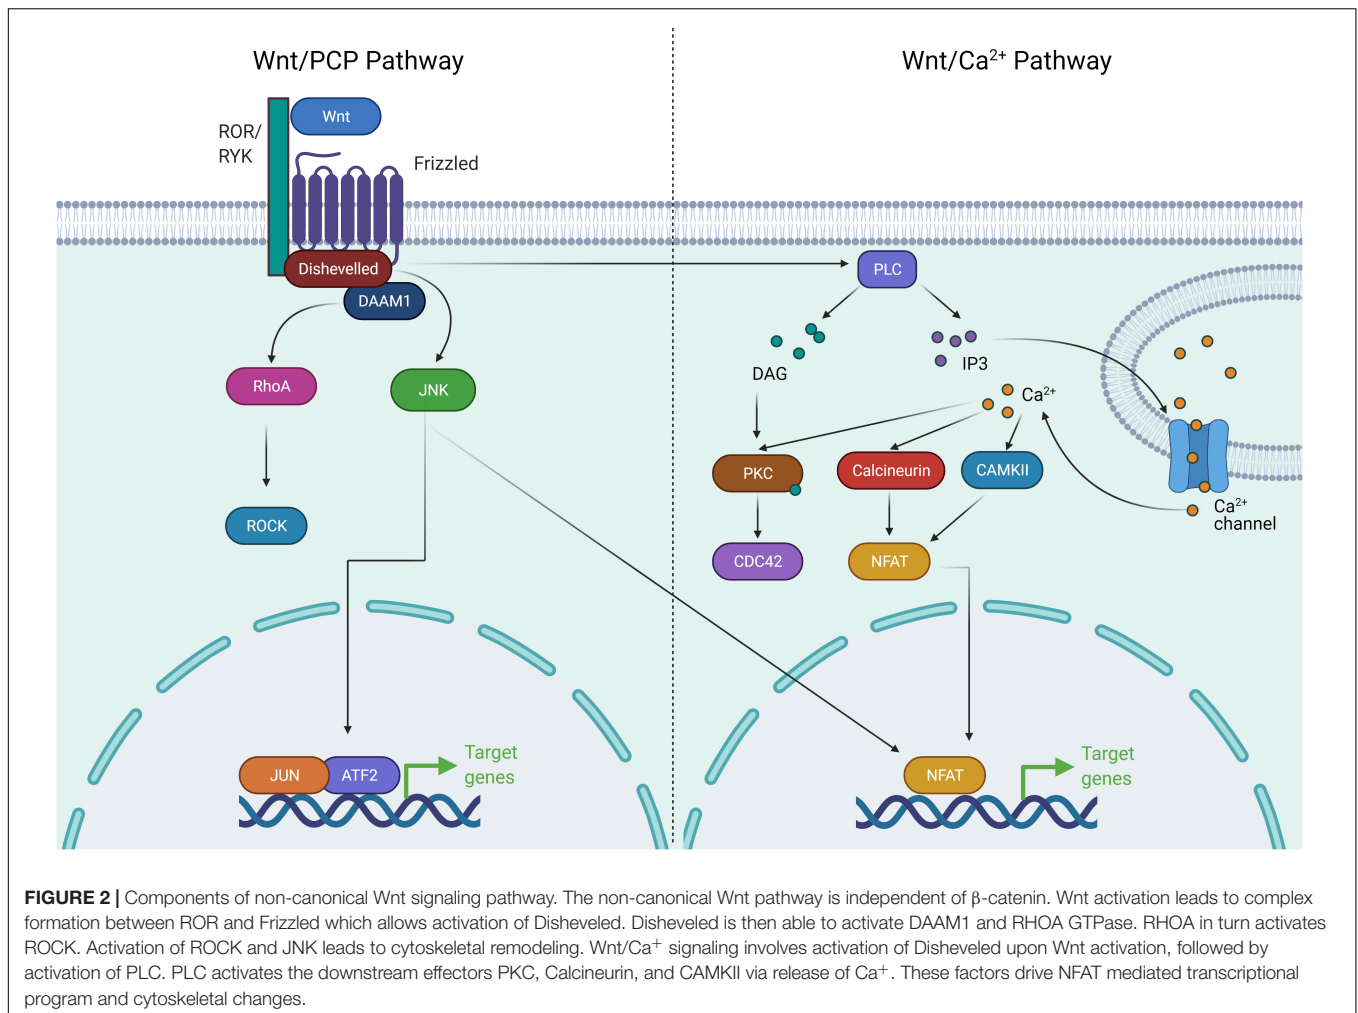 Wnt/PCP Pathway
Wnt/Ca²⁺ Pathway
Wnt
ROR/
RYK
Frizzled
Dishevelled
DAAM1
RhoA
JNK
ROCK
JUN
ATF2
Target
genes
PLC
DAG
IP3
Ca²⁺
PKC
Calcineurin
CAMKII
Ca²⁺
channel
CDC42
NFAT
NFAT
Target
genes
FIGURE 2 | Components of non-canonical Wnt signaling pathway. The non-canonical Wnt pathway is independent of β-catenin. Wnt activation leads to complex
formation between ROR and Frizzled which allows activation of Disheveled. Disheveled is then able to activate DAAM1 and RHOA GTPase. RHOA in turn activates
ROCK. Activation of ROCK and JNK leads to cytoskeletal remodeling. Wnt/Ca⁺ signaling involves activation of Disheveled upon Wnt activation, followed by
activation of PLC. PLC activates the downstream effectors PKC, Calcineurin, and CAMKII via release of Ca⁺. These factors drive NFAT mediated transcriptional
program and cytoskeletal changes.